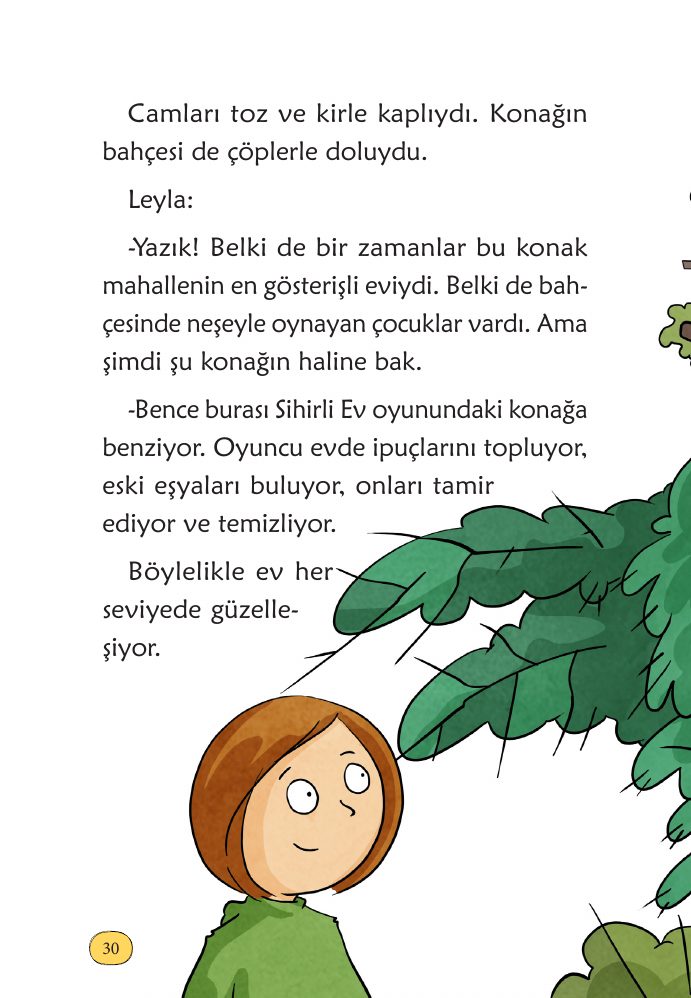 Camları toz ve kirle kaplıydı. Konağın
bahçesi de çöplerle doluydu.
Leyla:
-Yazık! Belki de bir zamanlar bu konak
mahallenin en gösterişli eviydi. Belki de bah-
çesinde neşeyle oynayan çocuklar vardı. Ama
şimdi şu konağın haline bak.
-Bence burası Sihirli Ev oyunundaki konağa
benziyor. Oyuncu evde ipuçlarını topluyor,
eski eşyaları buluyor, onları tamir
ediyor ve temizliyor.
Böylelikle ev her
seviyede güzelle-
şiyor.
30